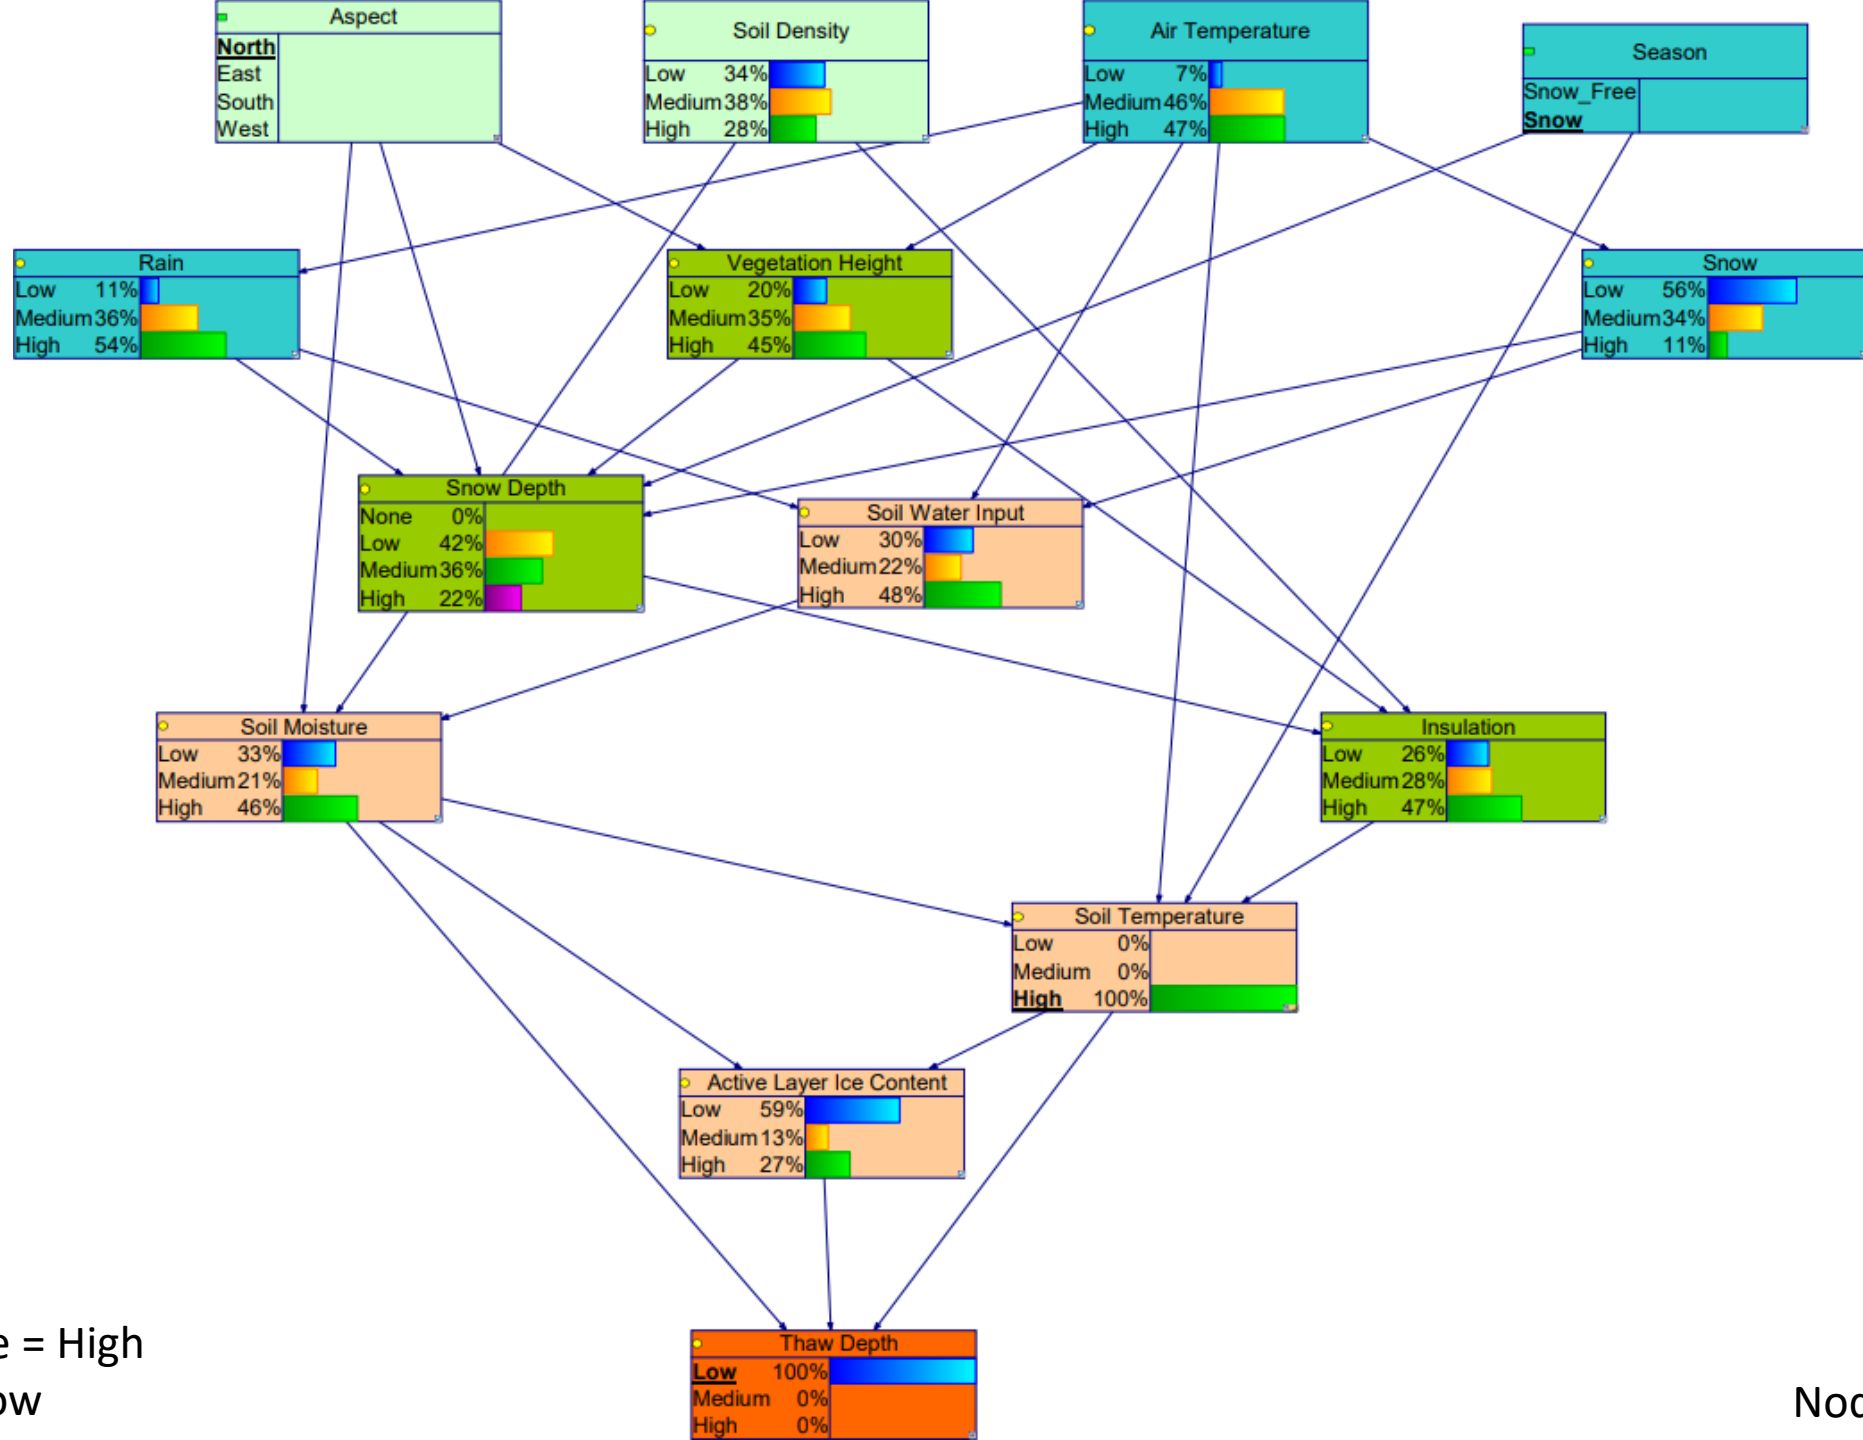 Aspect
North
East
South
West
Soil Density
Low 34%
Medium 38%
High 28%
Air Temperature
Low 7%
Medium 46%
High 47%
Season
Snow_Free
Snow
Rain
Low 11%
Medium 36%
High 54%
Vegetation Height
Low 20%
Medium 35%
High 45%
Snow
Low 56%
Medium 34%
High 11%
Snow Depth
None 0%
Low 42%
Medium 36%
High 22%
Soil Water Input
Low 30%
Medium 22%
High 48%
Soil Moisture
Low 33%
Medium 21%
High 46%
Insulation
Low 26%
Medium 28%
High 47%
Soil Temperature
Low 0%
Medium 0%
High 100%
Active Layer Ice Content
Low 59%
Medium 13%
High 27%
Thaw Depth
Low 100%
Medium 0%
High 0%
= High